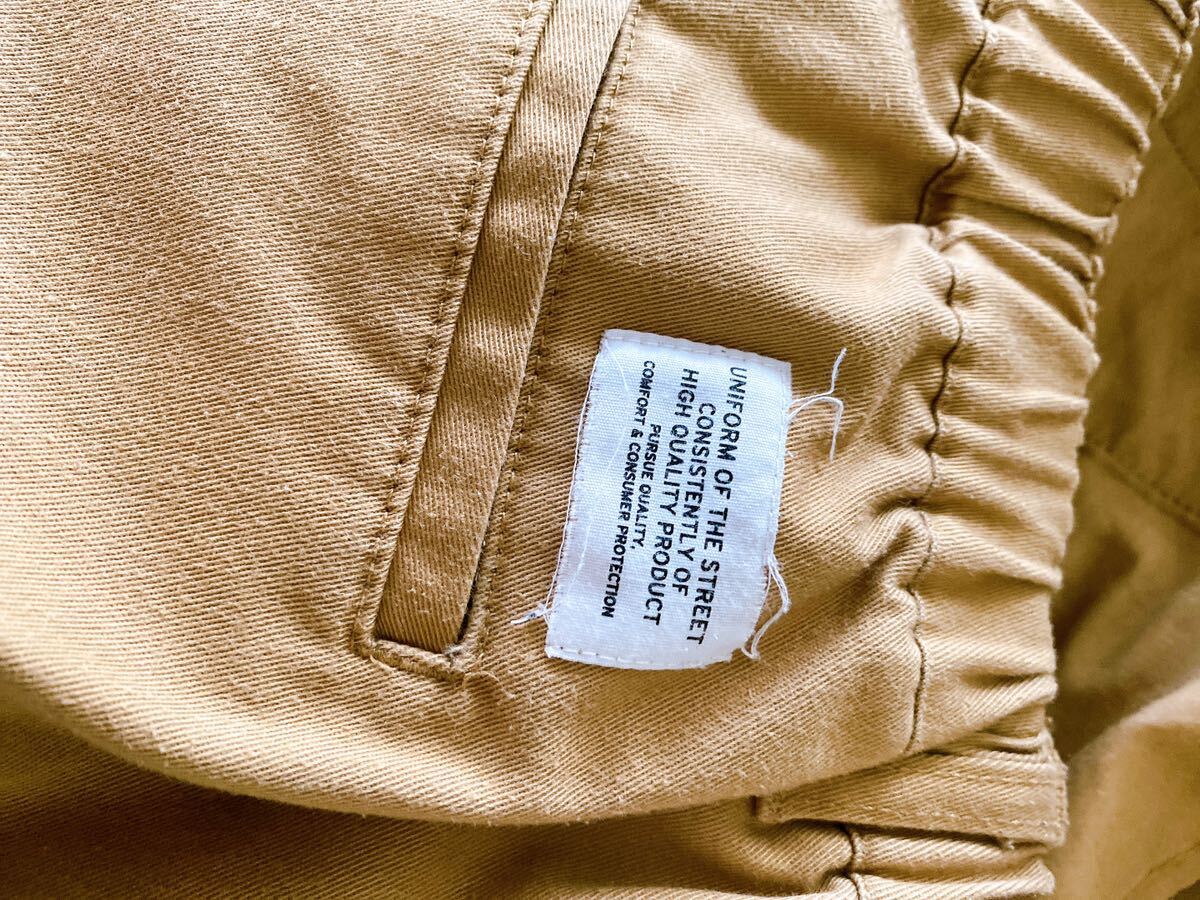 UNIFORM OF THE STREET
CONSISTENTLY OF
HIGH QUALITY PRODUCT
PURSUE QUALITY,
COMFORT & CONSUMER PROTECTION